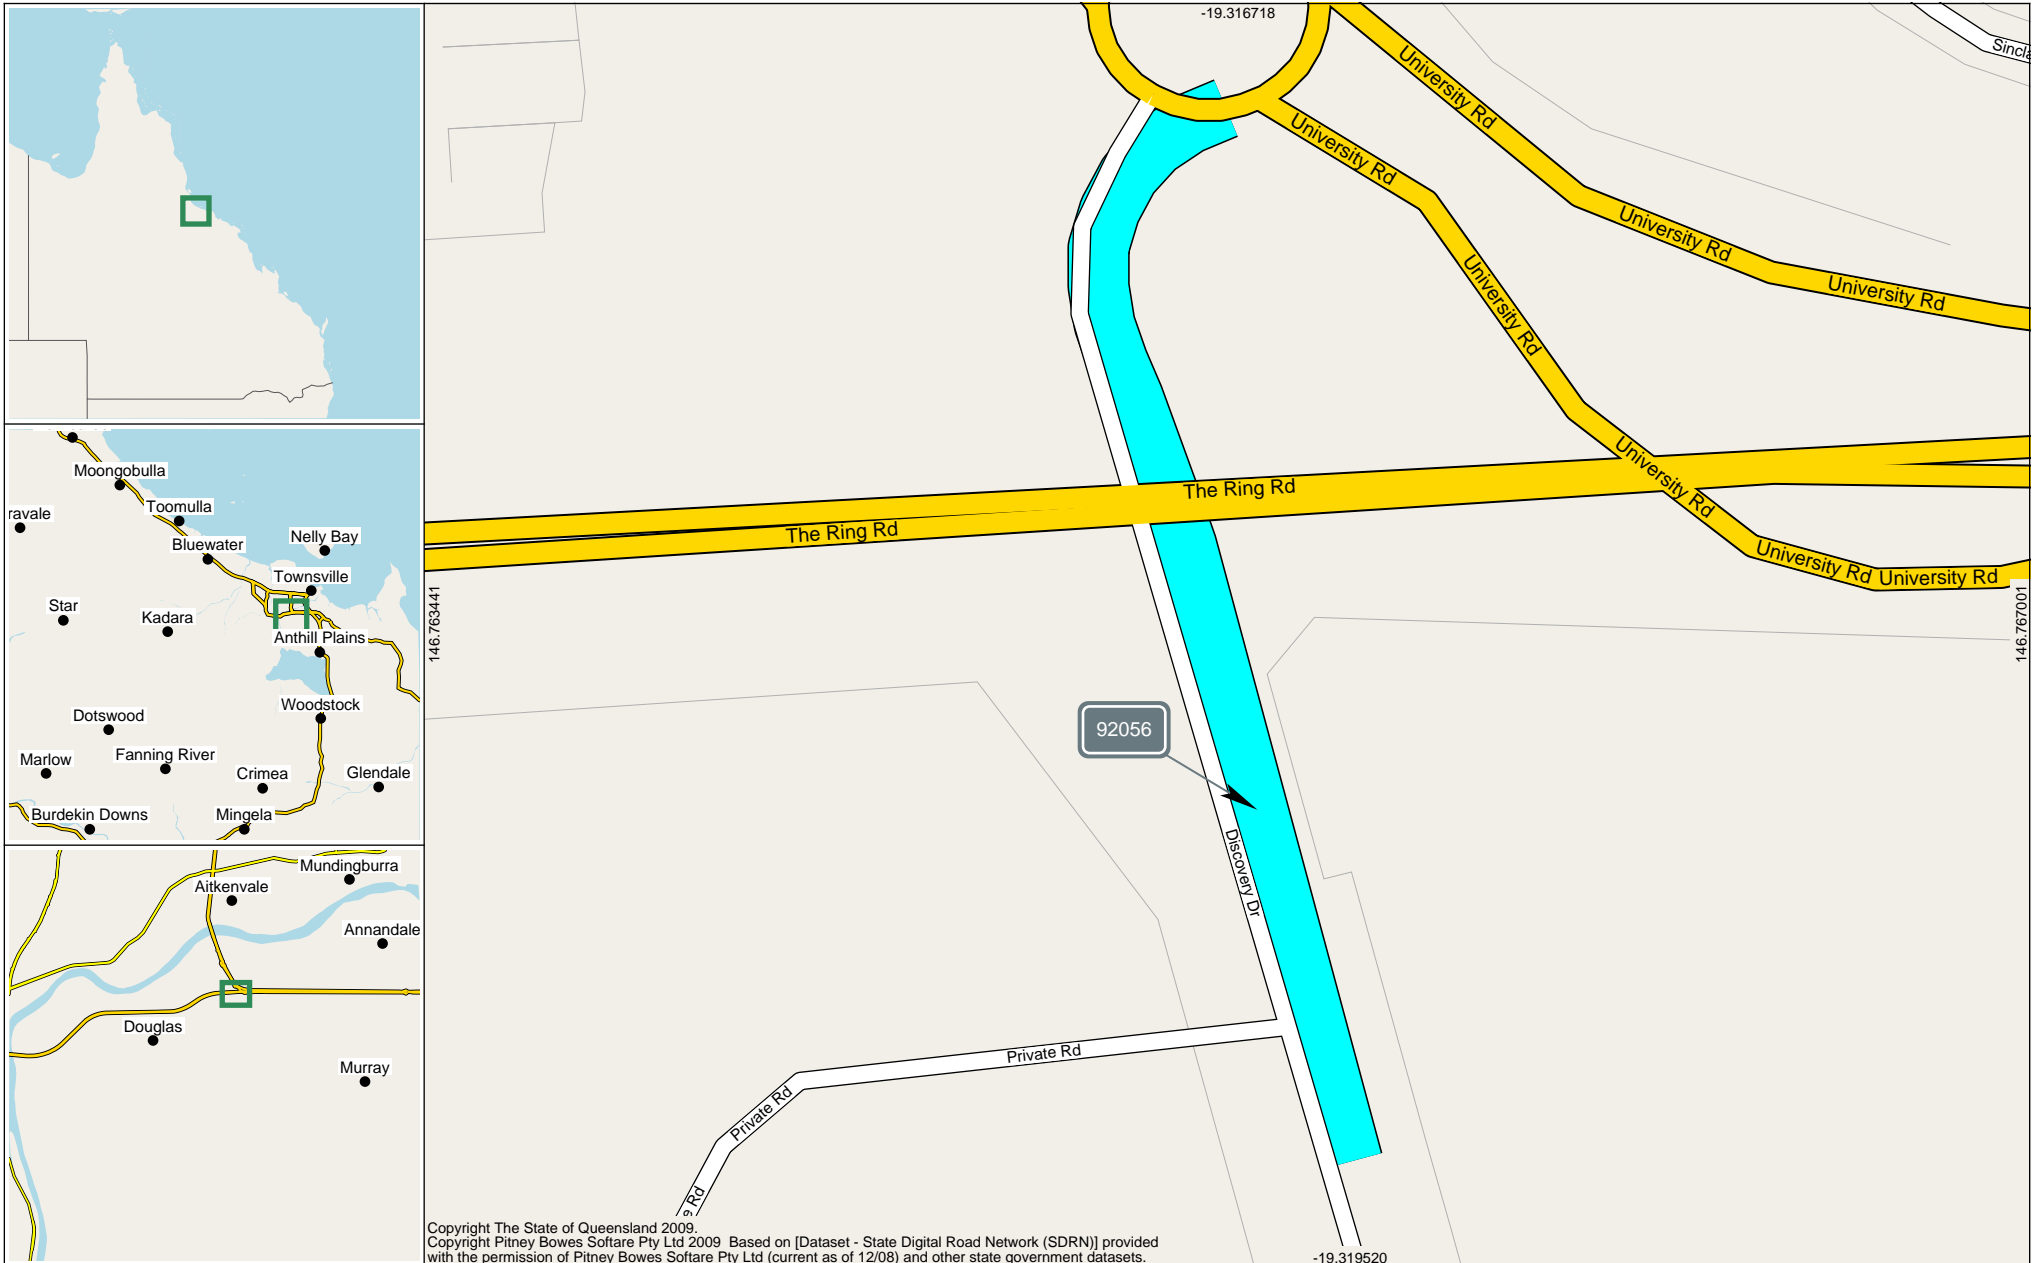 -19.316718
Sincla
University Rd
University Rd
University Rd
University Rd
University Rd
University Rd
University Rd
University Rd
University Rd
The Ring Rd
The Ring Rd
146.763441
146.767001
92056
Discovery Dr
Private Rd
Private Rd
e Rd
-19.319520
Copyright The State of Queensland 2009.
Copyright Pitney Bowes Softare Pty Ltd 2009 Based on [Dataset - State Digital Road Network (SDRN)] provided
with the permission of Pitney Bowes Softare Pty Ltd (current as of 12/08) and other state government datasets.
Moongobulla
ravale
Toomulla
Bluewater
Nelly Bay
Townsville
Star
Kadara
Anthill Plains
Woodstock
Dotswood
Marlow
Fanning River
Crimea
Glendale
Burdekin Downs
Mingela
Mundingburra
Aitkenvale
Annandale
Douglas
Murray